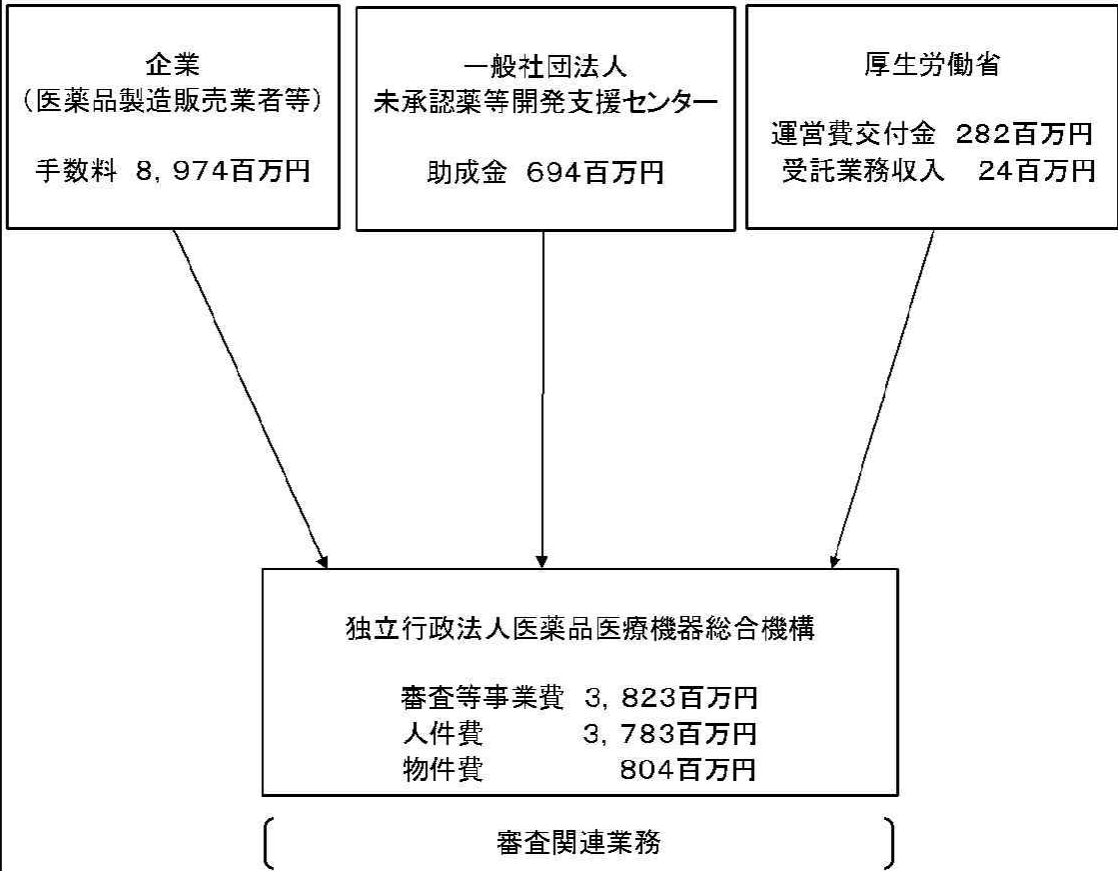 企業
（医薬品製造販売業者等）
手数料 8，974百万円
一般社団法人
未承認薬等開発支援センター
助成金 694百万円
厚生労働省
運営費交付金 282百万円
受託業務収入 24百万円
独立行政法人医薬品医療機器総合機構
審査等事業費 3，823百万円
人件費 3，783百万円
物件費 804百万円
審査関連業務